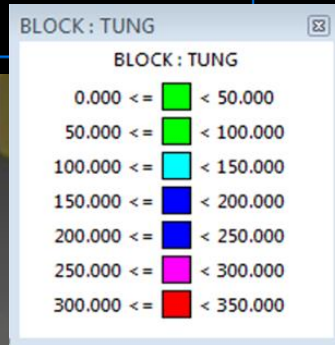 BLOCK : TUNG
BLOCK : TUNG
0.000 <= < 50.000
50.000 <= < 100.000
100.000 <= < 150.000
150.000 <= < 200.000
200.000 <= < 250.000
250.000 <= < 300.000
300.000 <= < 350.000